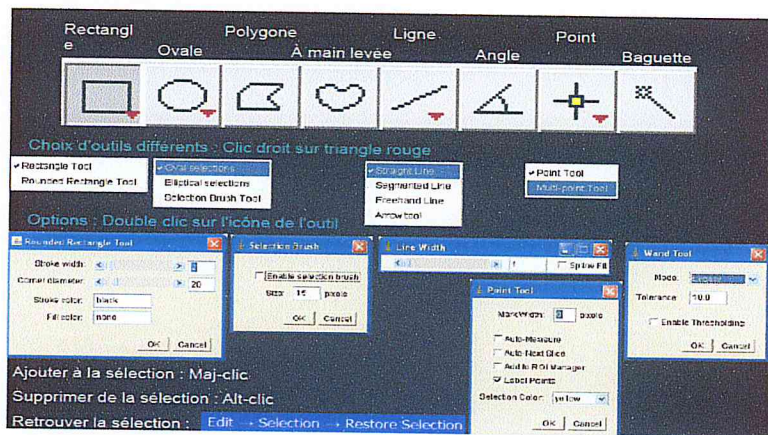 Rectangl
e
Ovale
Polygone
À main levée
Ligne
Angle
Point
Baguette
Choix d'outils différents : Clic droit sur triangle rouge
Rectangle Tool
Rounded Rectangle Tool
Oval selections
Elliptical selections
Selection Brush Tool
Straight Line
Segmented Line
Freehand Line
Arrow tool
Point Tool
Multi-point Tool
Options : Double clic sur l'icône de l'outil
Rounded Rectangle Tool
Stroke width:
Corner diameter: 20
Stroke color: black
Fill color: none
OK Cancel
Selection Brush
Enable selection brush
Size: 15 pixels
OK Cancel
Line Width
1 Spline Fit
Point Tool
Mark Width: 0 pixels
Auto-Measure
Auto-Next Slice
Add to ROI Manager
Label Points
Selection Color: yellow
OK Cancel
Wand Tool
Mode:
Tolerance: 10.0
Enable Thresholding
OK Cancel
Ajouter à la sélection : Maj-clic
Supprimer de la sélection : Alt-clic
Retrouver la sélection : Edit → Selection → Restore Selection